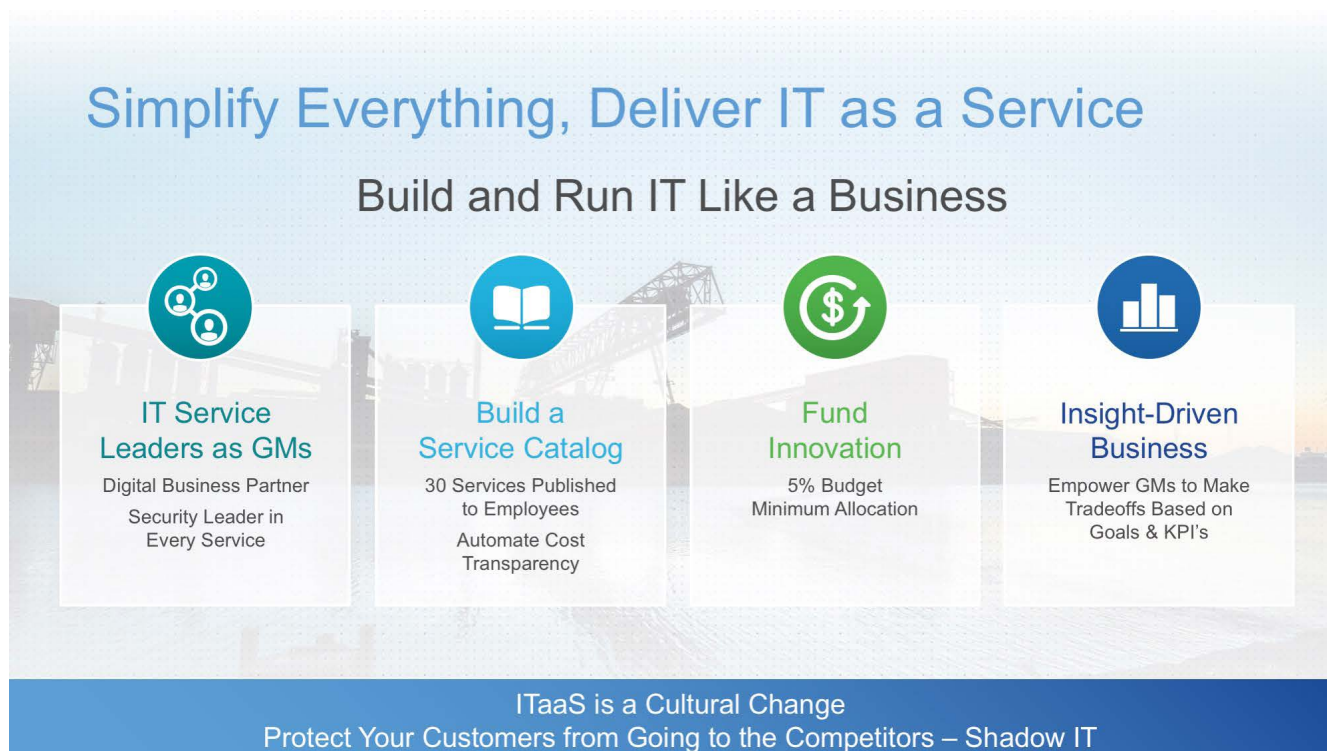 Simplify Everything, Deliver IT as a Service
Build and Run IT Like a Business
IT Service
Leaders as GMs
Digital Business Partner
Security Leader in
Every Service
Build a
Service Catalog
30 Services Published
to Employees
Automate Cost
Transparency
Fund
Innovation
5% Budget
Minimum Allocation
Insight-Driven
Business
Empower GMs to Make
Tradeoffs Based on
Goals & KPI's
ITaaS is a Cultural Change
Protect Your Customers from Going to the Competitors – Shadow IT